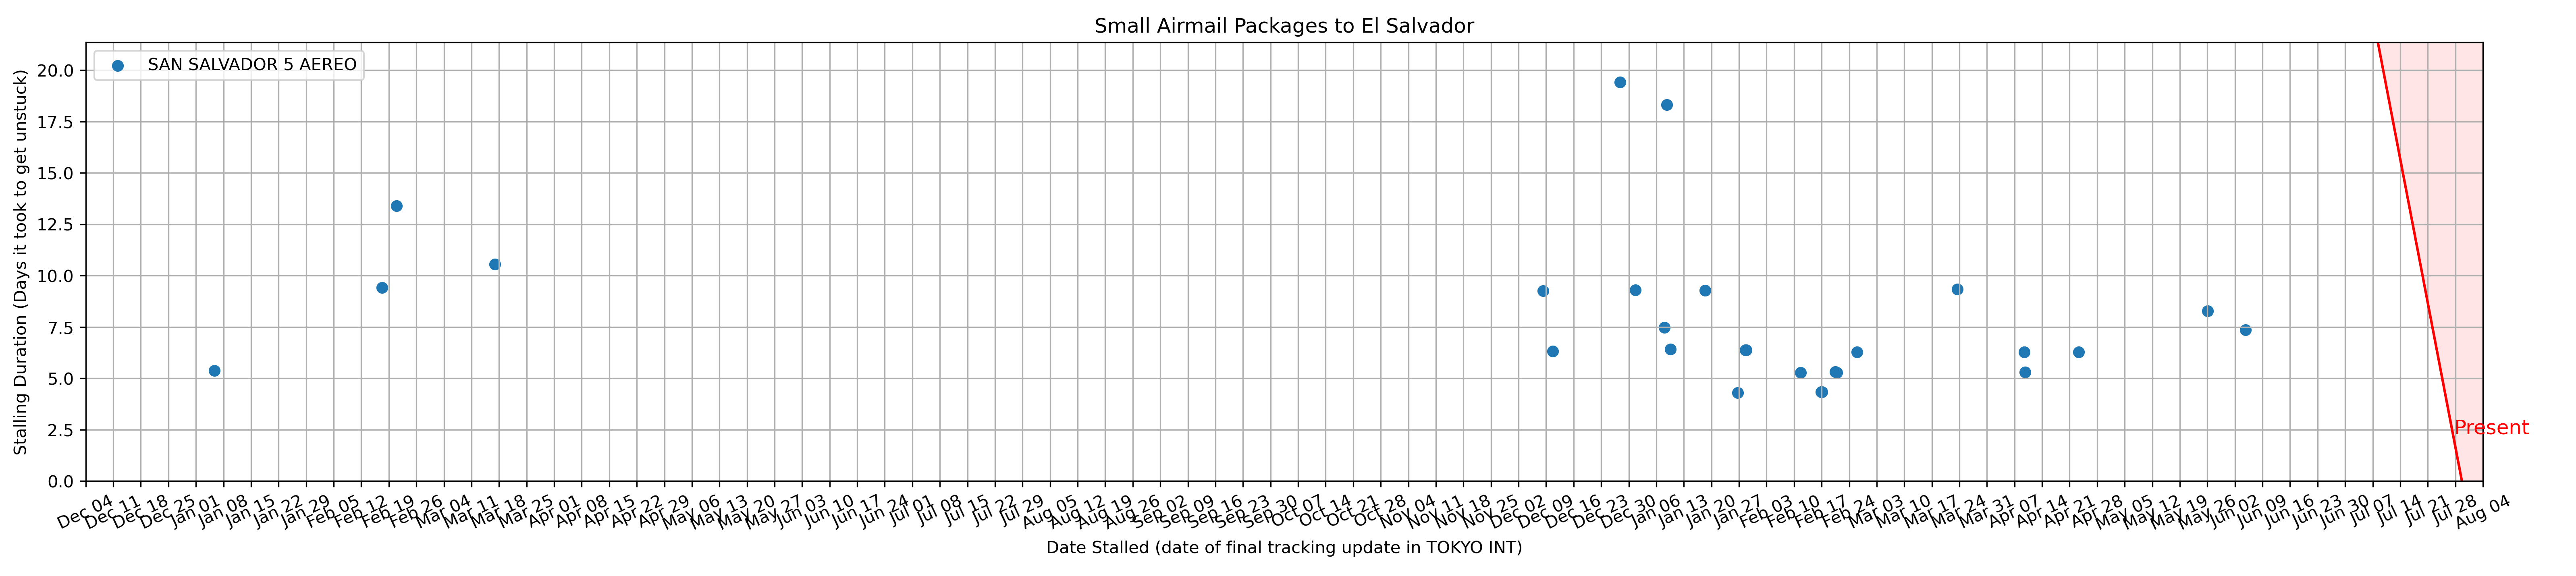 Small Airmail Packages to El Salvador
SAN SALVADOR 5 AEREO
Stalling Duration (Days it took to get unstuck)
20.0
17.5
15.0
12.5
10.0
7.5
5.0
2.5
0.0
Present
Dec 04 Dec 11 Dec 18 Dec 25 Jan 01 Jan 08 Jan 15 Jan 22 Jan 29 Feb 05 Feb 12 Feb 19 Feb 26 Mar 04 Mar 11 Mar 18 Mar 25 Apr 01 Apr 08 Apr 15 Apr 22 Apr 29 May 06 May 13 May 20 May 27 Jun 03 Jun 10 Jun 17 Jun 24 Jul 01 Jul 08 Jul 15 Jul 22 Jul 29 Aug 05 Aug 12 Aug 19 Aug 26 Sep 02 Sep 09 Sep 16 Sep 23 Sep 30 Oct 07 Oct 14 Oct 21 Oct 28 Nov 04 Nov 11 Nov 18 Nov 25 Dec 02 Dec 09 Dec 16 Dec 23 Dec 30 Jan 06 Jan 13 Jan 20 Jan 27 Feb 03 Feb 10 Feb 17 Feb 24 Mar 03 Mar 10 Mar 17 Mar 24 Mar 31 Apr 07 Apr 14 Apr 21 Apr 28 May 05 May 12 May 19 May 26 Jun 02 Jun 09 Jun 16 Jun 23 Jun 30 Jul 07 Jul 14 Jul 21 Jul 28 Aug 04
Date Stalled (date of final tracking update in TOKYO INT)